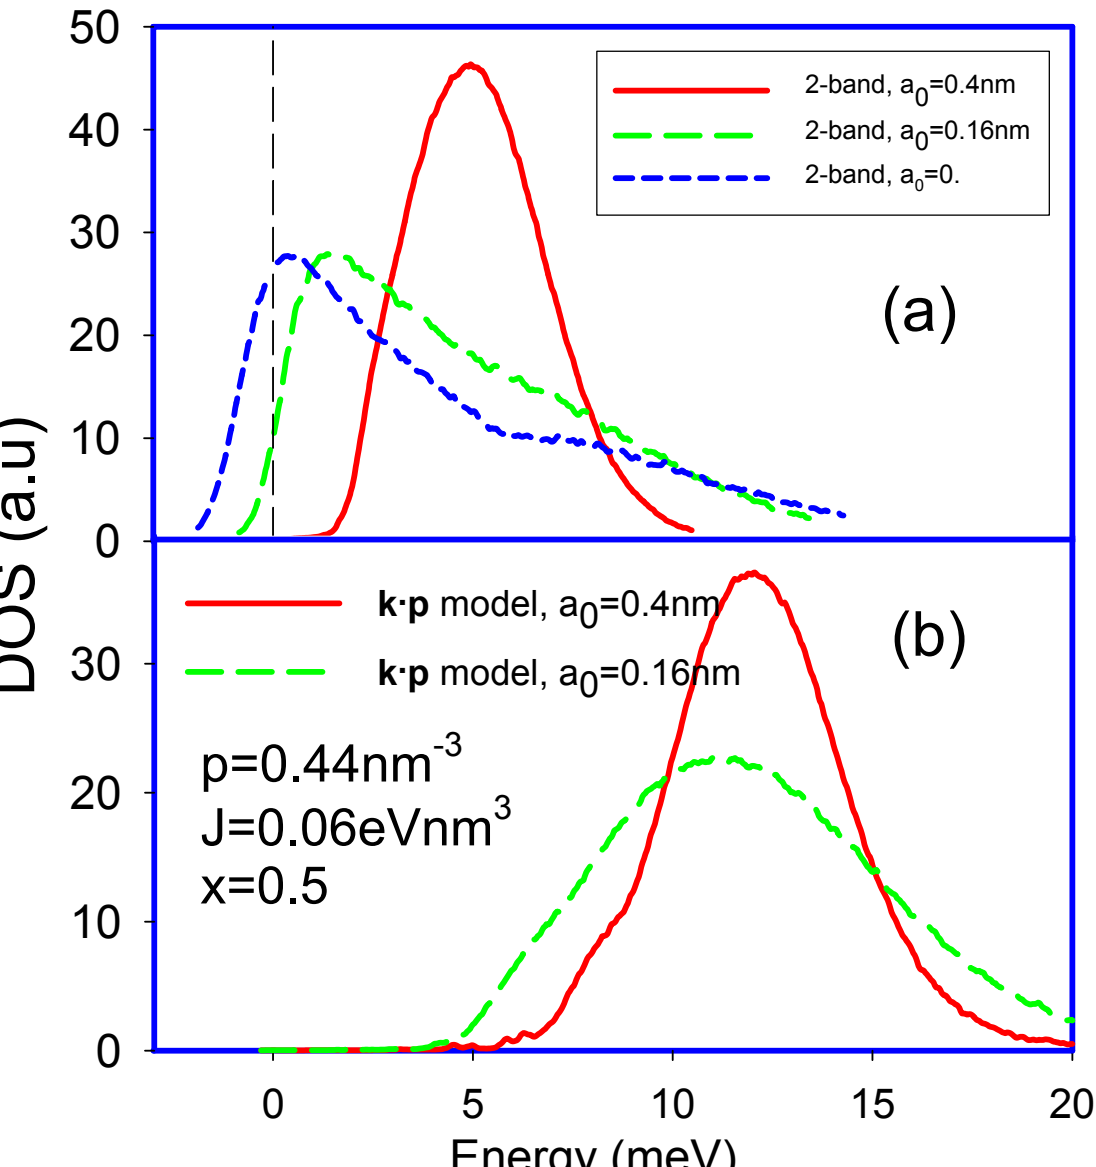 50
40
30
20
10
0
2-band, a0=0.4nm
2-band, a0=0.16nm
2-band, a0=0.
(a)
DOS (a.u)
k·p model, a0=0.4nm
k·p model, a0=0.16nm
(b)
p=0.44nm-3
J=0.06eVnm3
x=0.5
30
20
10
0
0 5 10 15 20
Energy (meV)